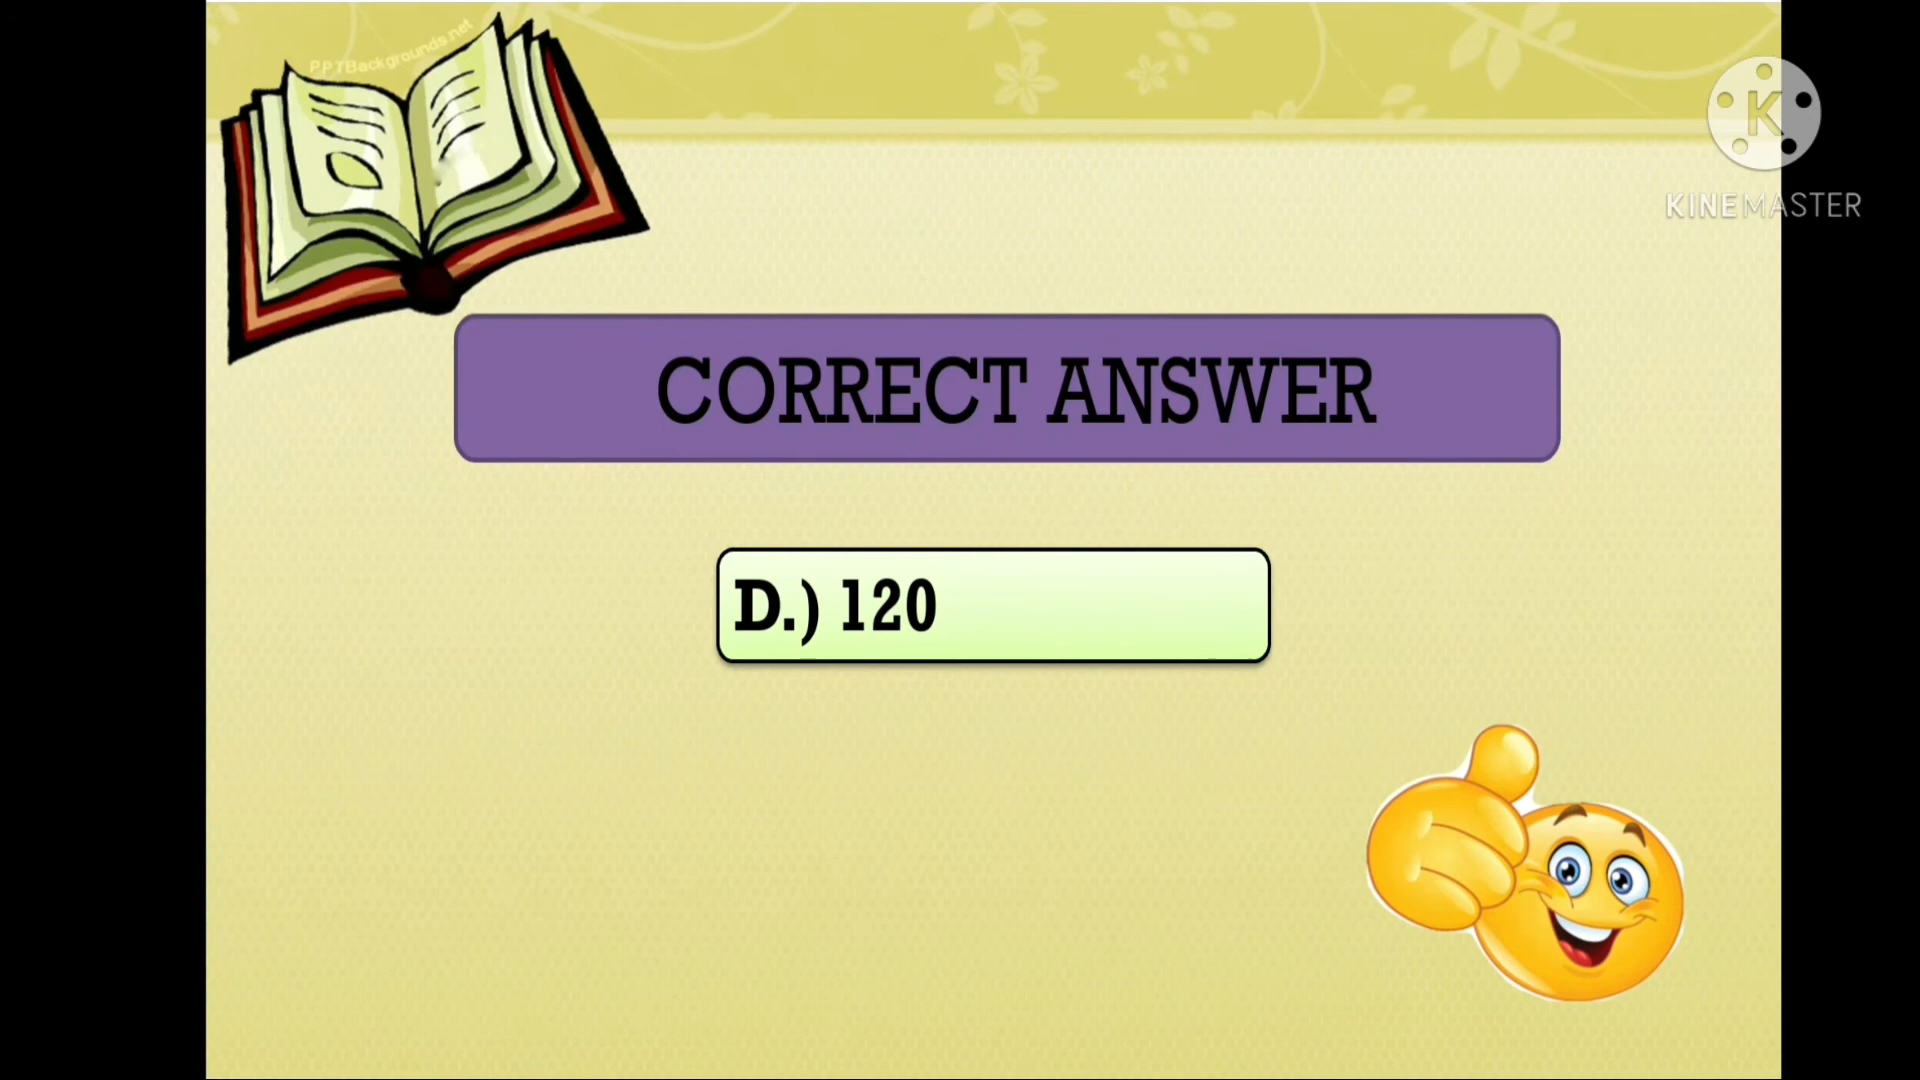 PPTBackgrounds.net
K
KINEMASTER
CORRECT ANSWER
D.) 120